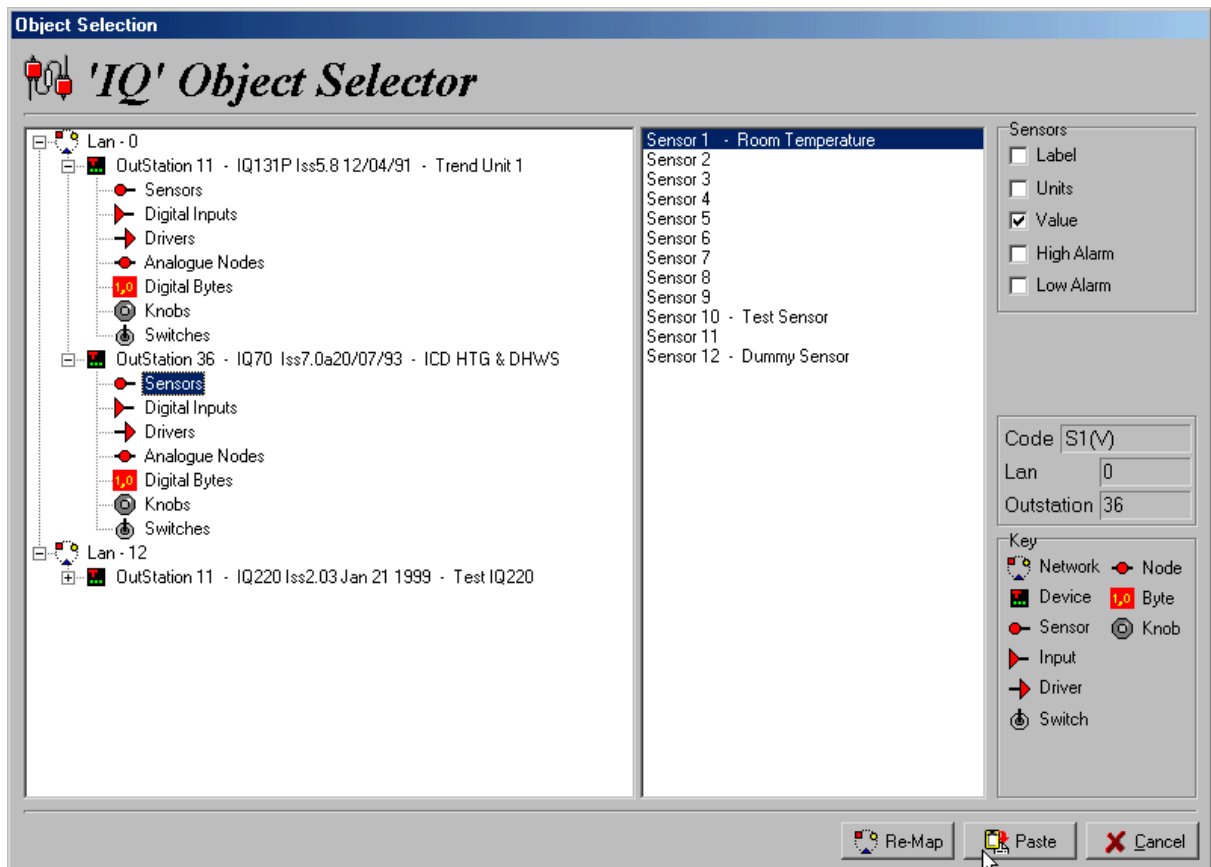 Object Selection
'IQ' Object Selector
Lan - 0
OutStation 11 - IQ131P Iss5.8 12/04/91 - Trend Unit 1
Sensors
Digital Inputs
Drivers
Analogue Nodes
1,0 Digital Bytes
Knobs
Switches
OutStation 36 - IQ70 Iss7.0a20/07/93 - ICD HTG & DHWS
Sensors
Digital Inputs
Drivers
Analogue Nodes
1,0 Digital Bytes
Knobs
Switches
Lan - 12
OutStation 11 - IQ220 Iss2.03 Jan 21 1999 - Test IQ220
Sensor 1 - Room Temperature
Sensor 2
Sensor 3
Sensor 4
Sensor 5
Sensor 6
Sensor 7
Sensor 8
Sensor 9
Sensor 10 - Test Sensor
Sensor 11
Sensor 12 - Dummy Sensor
Sensors
Label
Units
Value
High Alarm
Low Alarm
Code S1(V)
Lan 0
Outstation 36
Key
Network Node
Device 1,0 Byte
Sensor Knob
Input
Driver
Switch
Re-Map Paste Cancel